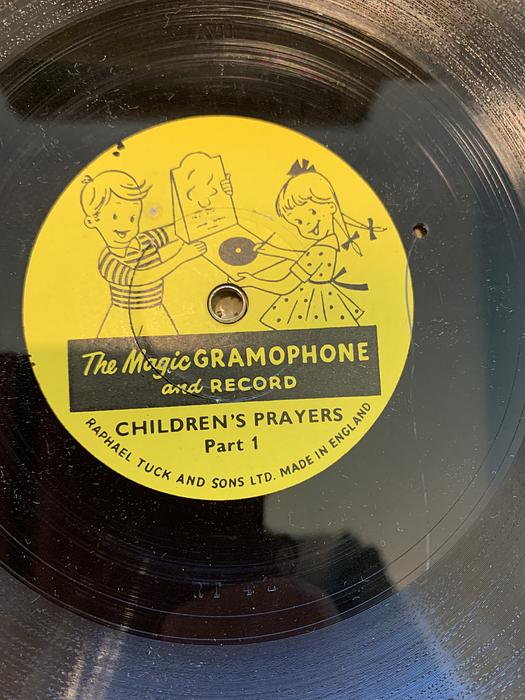 The Magic GRAMOPHONE
and RECORD
CHILDREN'S PRAYERS
Part 1
RAPHAEL TUCK AND SONS LTD. MADE IN ENGLAND